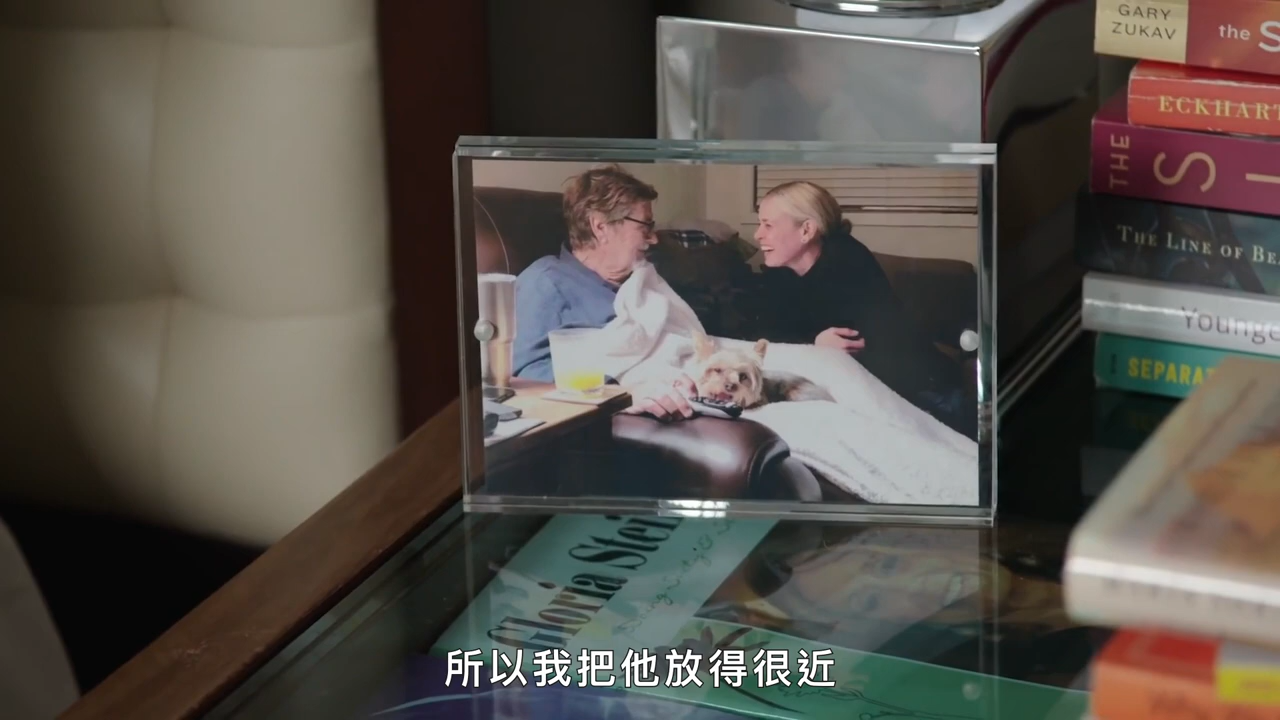 GARY
ZUKAV
the S
ECKHART
THE
S
THE LINE OF BEA
Younge
SEPARAT
Gloria Stei
所以我把他放得很近